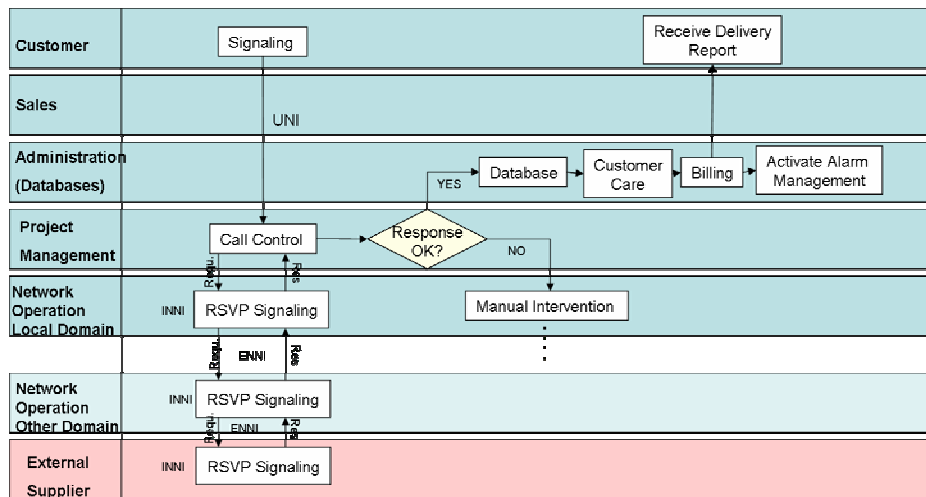 Customer
Signaling
Receive Delivery
Report
Sales
UNI
Administration
(Databases)
YES
Database
Customer
Care
Billing
Activate Alarm
Management
Project
Management
Call Control
Response
OK?
NO
Requ.
Res
Network
Operation
Local Domain
INNI
RSVP Signaling
Manual Intervention
Requ.
ENNI
Res
Network
Operation
Other Domain
INNI
RSVP Signaling
Requ.
ENNI
Res
External
Supplier
INNI
RSVP Signaling